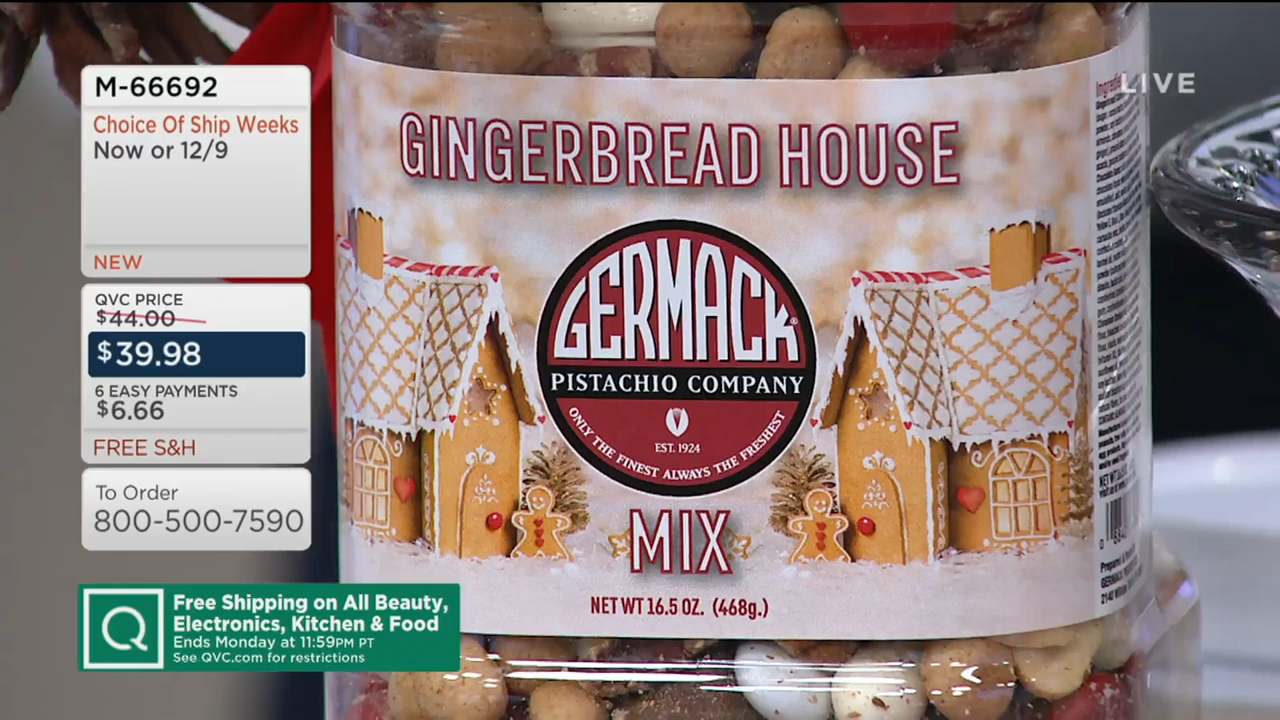 M-66692
Choice Of Ship Weeks
Now or 12/9
NEW
QVC PRICE
$44.00
$39.98
6 EASY PAYMENTS
$6.66
FREE S&H
To Order
800-500-7590
Q
Free Shipping on All Beauty,
Electronics, Kitchen & Food
Ends Monday at 11:59PM PT
See QVC.com for restrictions
LIVE
GINGERBREAD HOUSE
GERMACK®
PISTACHIO COMPANY
EST. 1924
ONLY THE FINEST ALWAYS THE FRESHEST
MIX
NET WT 16.5 OZ. (468g.)